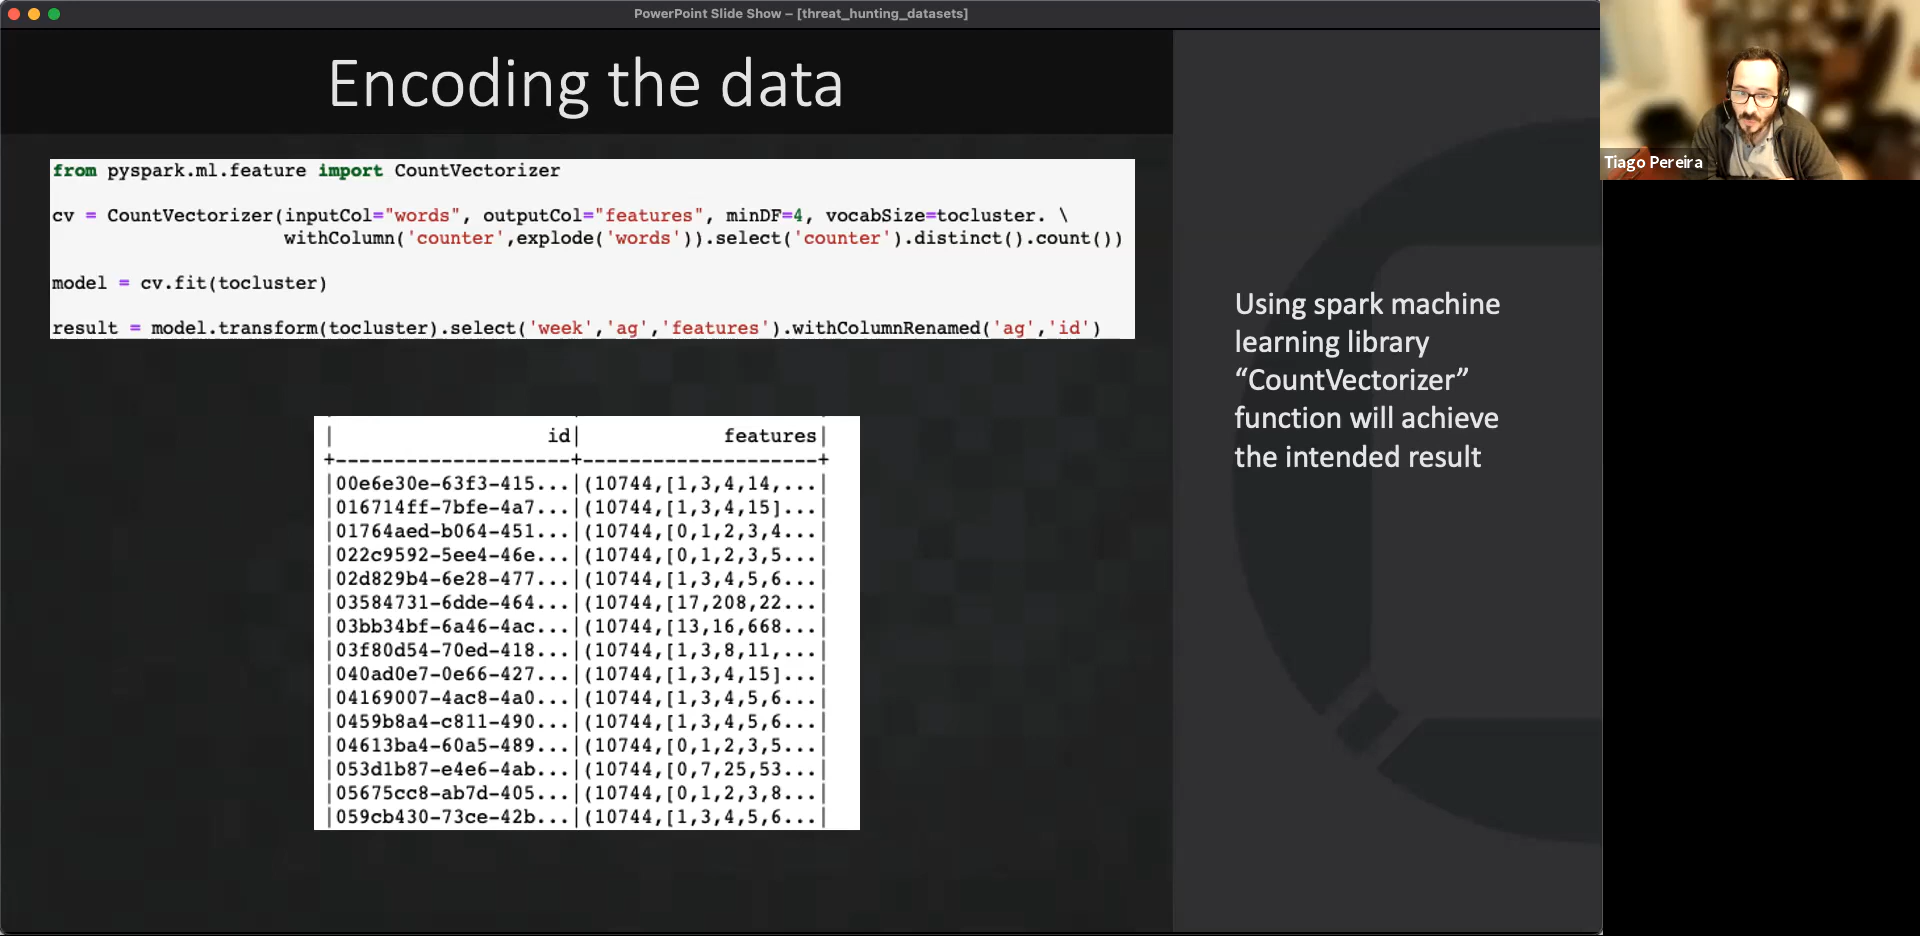 PowerPoint Slide Show – [threat_hunting_datasets]
Encoding the data
from pyspark.ml.feature import CountVectorizer
cv = CountVectorizer(inputCol="words", outputCol="features", minDF=4, vocabSize=tocluster. \
withColumn('counter',explode('words')).select('counter').distinct().count())
model = cv.fit(tocluster)
result = model.transform(tocluster).select('week','ag','features').withColumnRenamed('ag','id')
| id| features|
+--------------------+--------------------+
|00e6e30e-63f3-415...|(10744,[1,3,4,14,...|
|016714ff-7bfe-4a7...|(10744,[1,3,4,15]...|
|01764aed-b064-451...|(10744,[0,1,2,3,4...|
|022c9592-5ee4-46e...|(10744,[0,1,2,3,5...|
|02d829b4-6e28-477...|(10744,[1,3,4,5,6...|
|03584731-6dde-464...|(10744,[17,208,22...|
|03bb34bf-6a46-4ac...|(10744,[13,16,668...|
|03f80d54-70ed-418...|(10744,[1,3,8,11,...|
|040ad0e7-0e66-427...|(10744,[1,3,4,15]...|
|04169007-4ac8-4a0...|(10744,[1,3,4,5,6...|
|0459b8a4-c811-490...|(10744,[1,3,4,5,6...|
|04613ba4-60a5-489...|(10744,[0,1,2,3,5...|
|053d1b87-e4e6-4ab...|(10744,[0,7,25,53...|
|05675cc8-ab7d-405...|(10744,[0,1,2,3,8...|
|059cb430-73ce-42b...|(10744,[1,3,4,5,6...|
Using spark machine
learning library
“CountVectorizer”
function will achieve
the intended result
Tiago Pereira